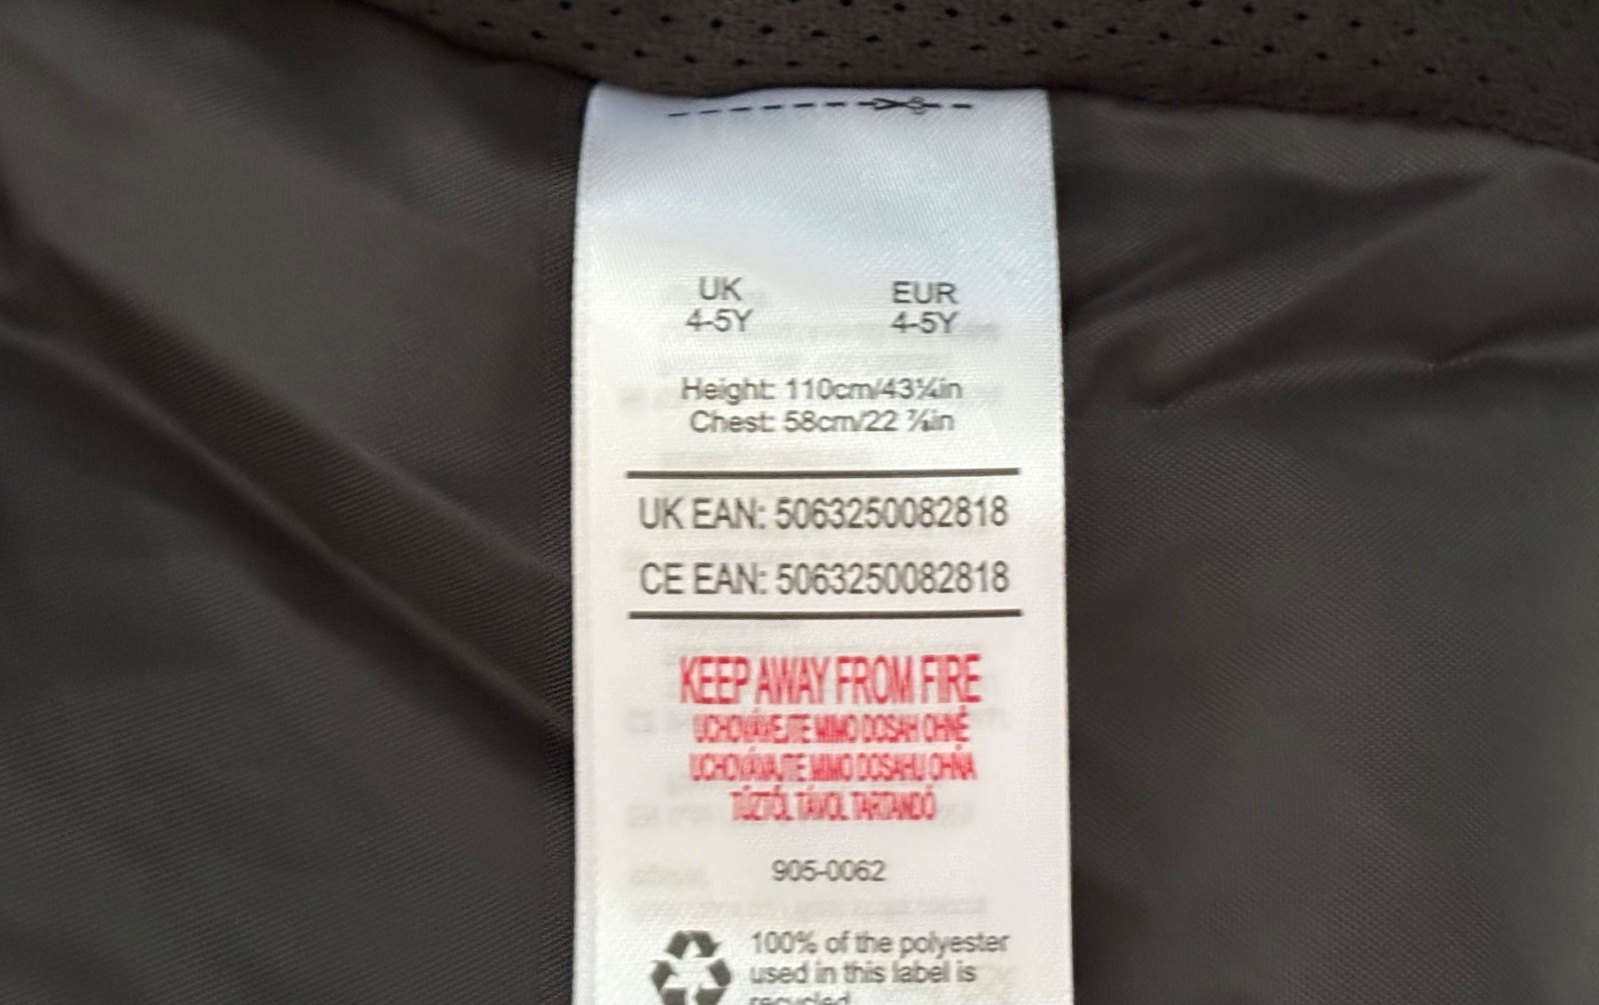 UK EUR
4-5Y 4-5Y
Height: 110cm/43¼in
Chest: 58cm/22 ⅞in
UK EAN: 5063250082818
CE EAN: 5063250082818
KEEP AWAY FROM FIRE
UCHOVÁVEJTE MIMO DOSAH OHNĚ
UCHOVÁVAJTE MIMO DOSAHU OHŇA
TŰZTŐL TÁVOL TARTANDÓ
905-0062
100% of the polyester
used in this label is
recycled